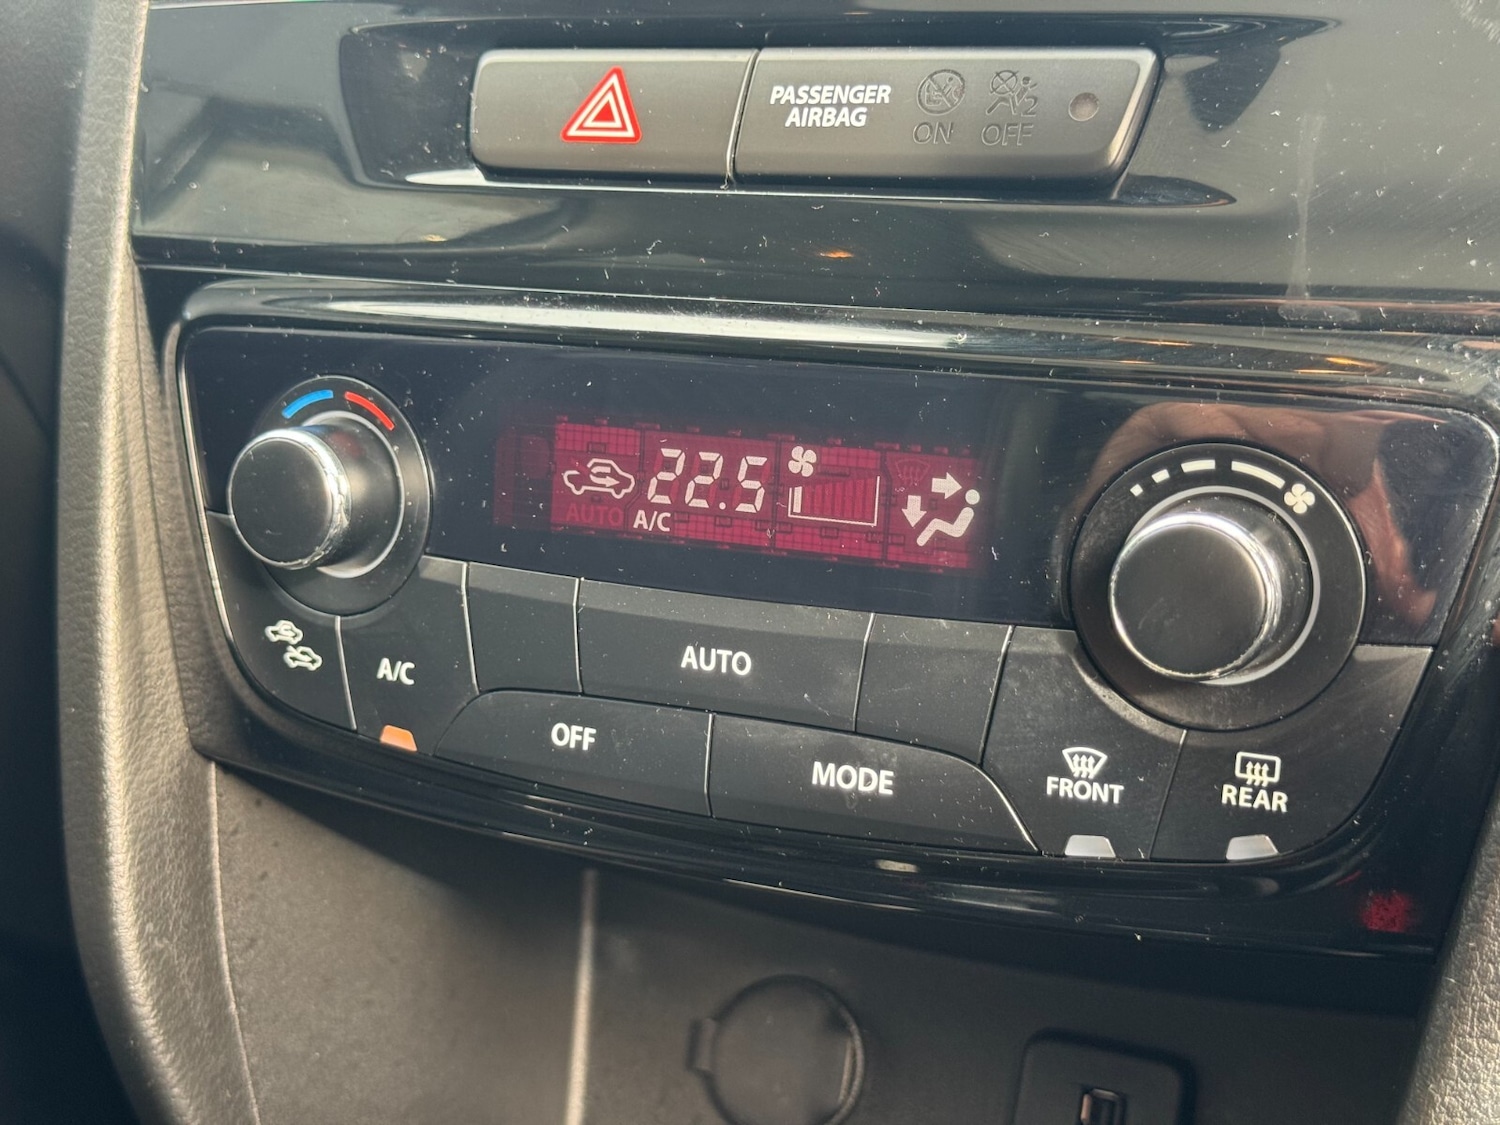 PASSENGER
AIRBAG
ON OFF
22.5
AUTO A/C
A/C
AUTO
OFF
MODE
FRONT
REAR